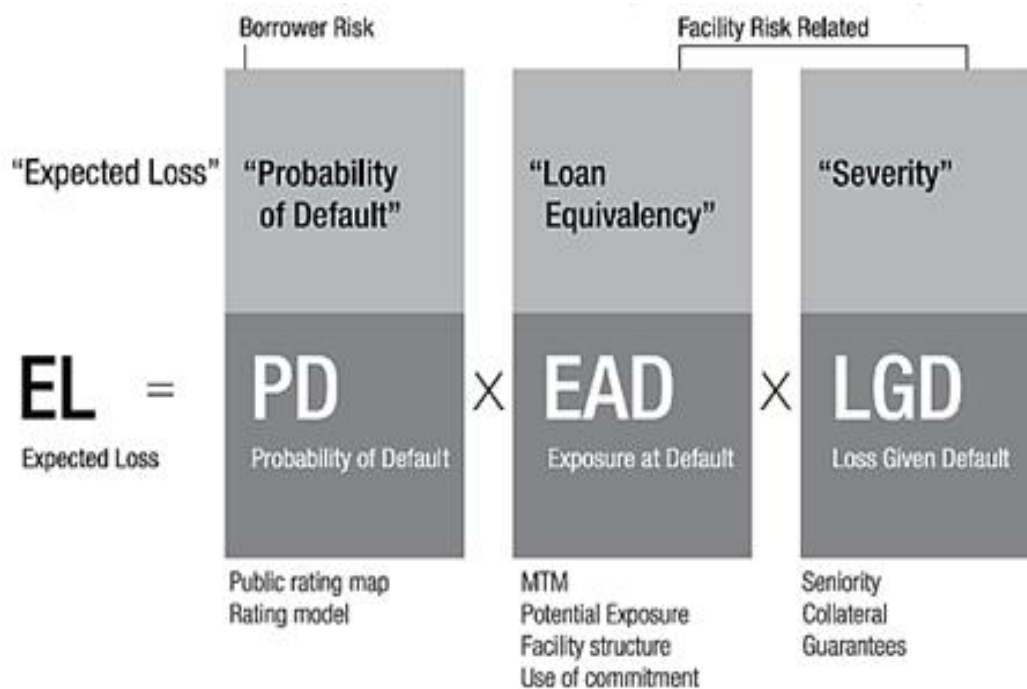 Borrower Risk
Facility Risk Related
“Expected Loss”
“Probability
of Default”
“Loan
Equivalency”
“Severity”
EL = PD X EAD X LGD
Expected Loss
Probability of Default
Exposure at Default
Loss Given Default
Public rating map
Rating model
MTM
Potential Exposure
Facility structure
Use of commitment
Seniority
Collateral
Guarantees